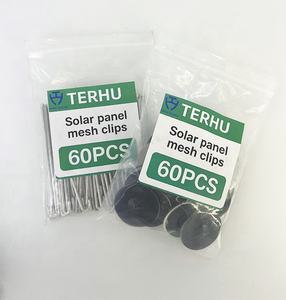 TERHU
Solar panel
mesh clips
60PCS
TERHU
Solar panel
mesh clips
60PCS